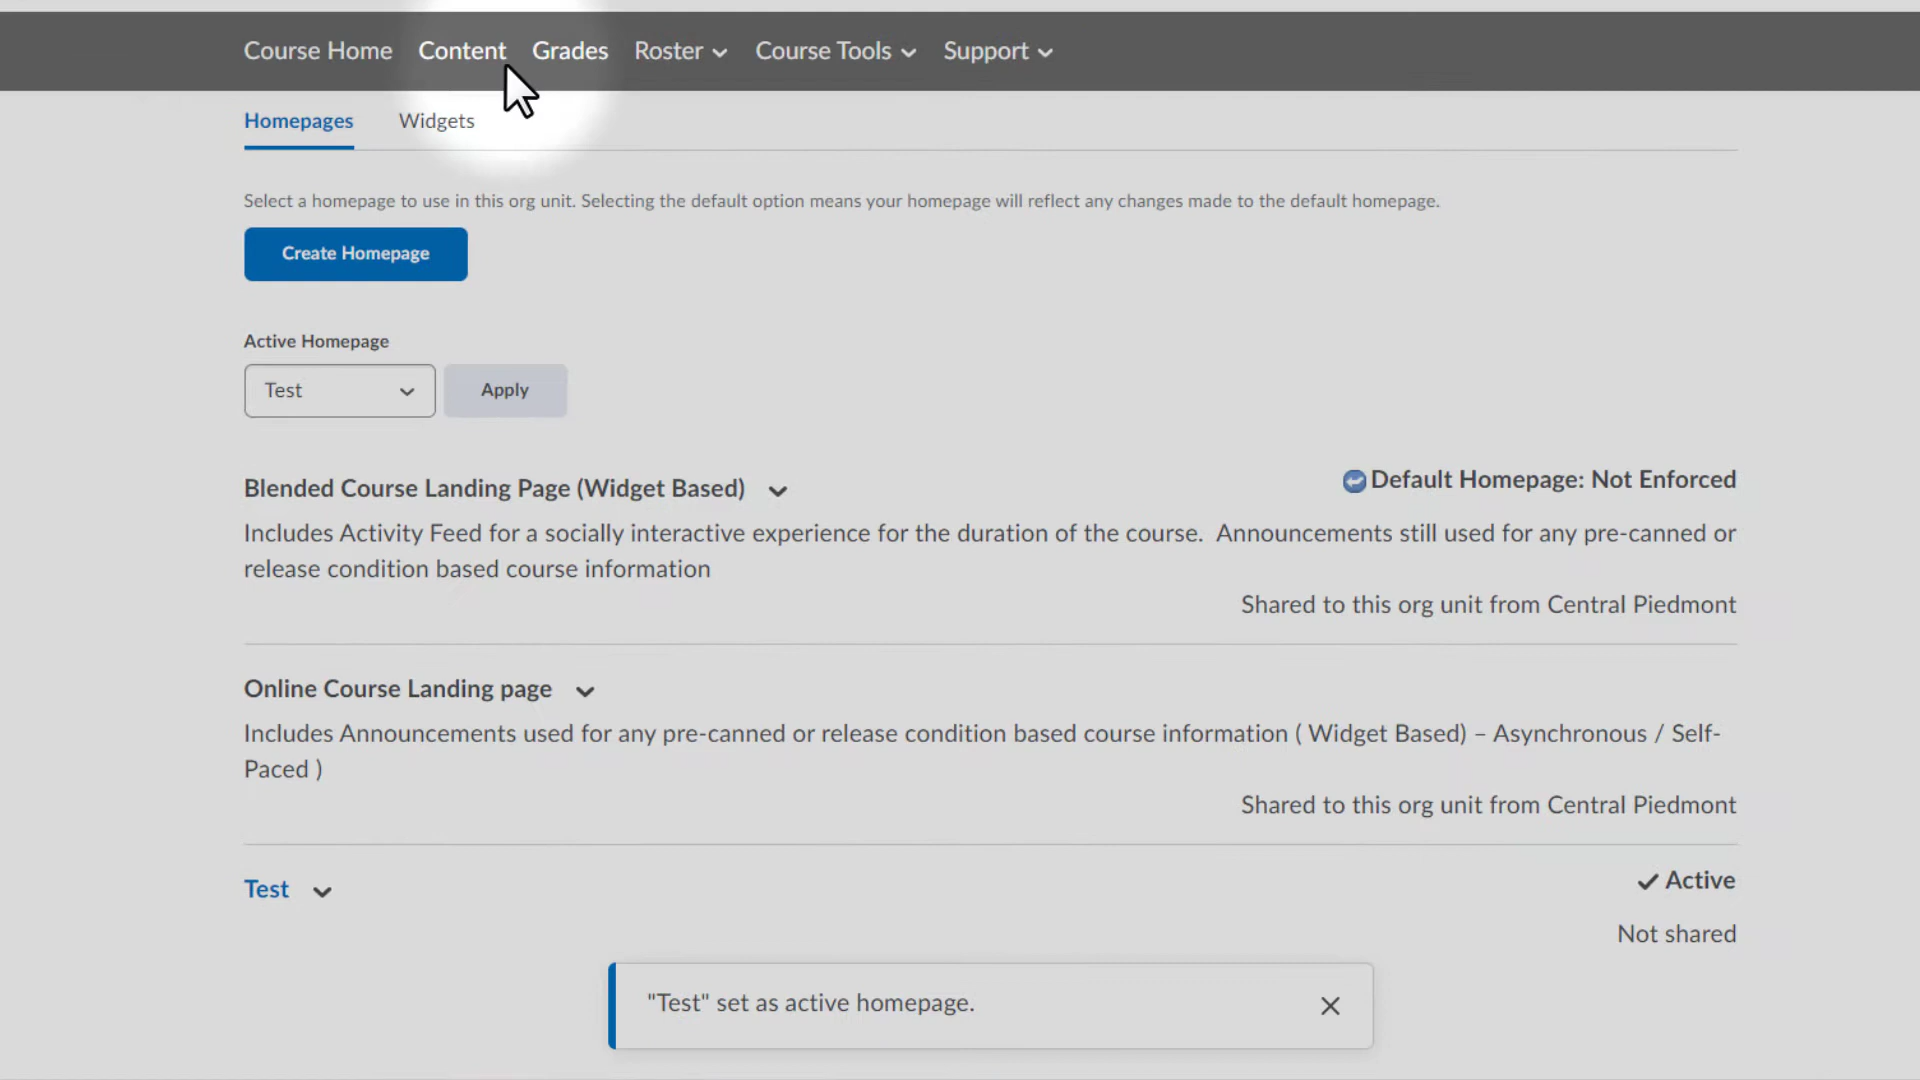 Course Home Content Grades Roster Course Tools Support
Homepages Widgets
Select a homepage to use in this org unit. Selecting the default option means your homepage will reflect any changes made to the default homepage.
Create Homepage
Active Homepage
Test Apply
Blended Course Landing Page (Widget Based) Default Homepage: Not Enforced
Includes Activity Feed for a socially interactive experience for the duration of the course. Announcements still used for any pre-canned or
release condition based course information
Shared to this org unit from Central Piedmont
Online Course Landing page
Includes Announcements used for any pre-canned or release condition based course information ( Widget Based) – Asynchronous / Self-
Paced )
Shared to this org unit from Central Piedmont
Test Active
Not shared
"Test" set as active homepage.